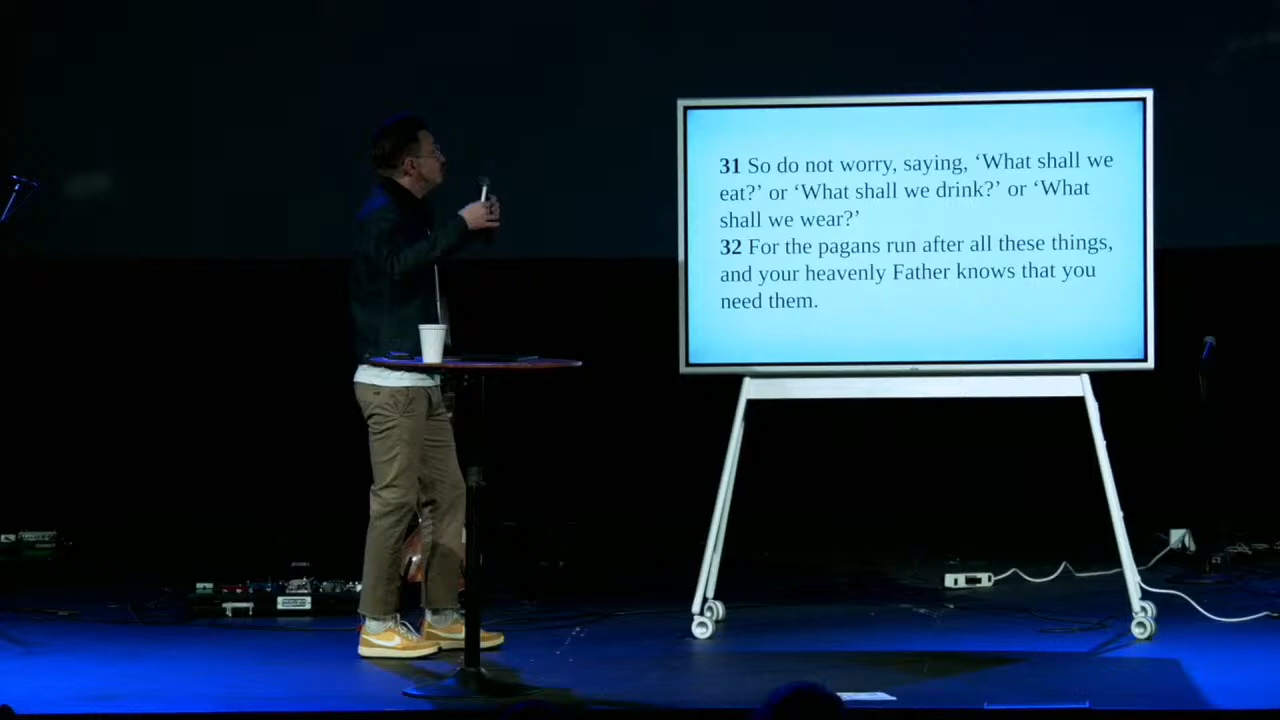 31 So do not worry, saying, ‘What shall we
eat?’ or ‘What shall we drink?’ or ‘What
shall we wear?’
32 For the pagans run after all these things,
and your heavenly Father knows that you
need them.